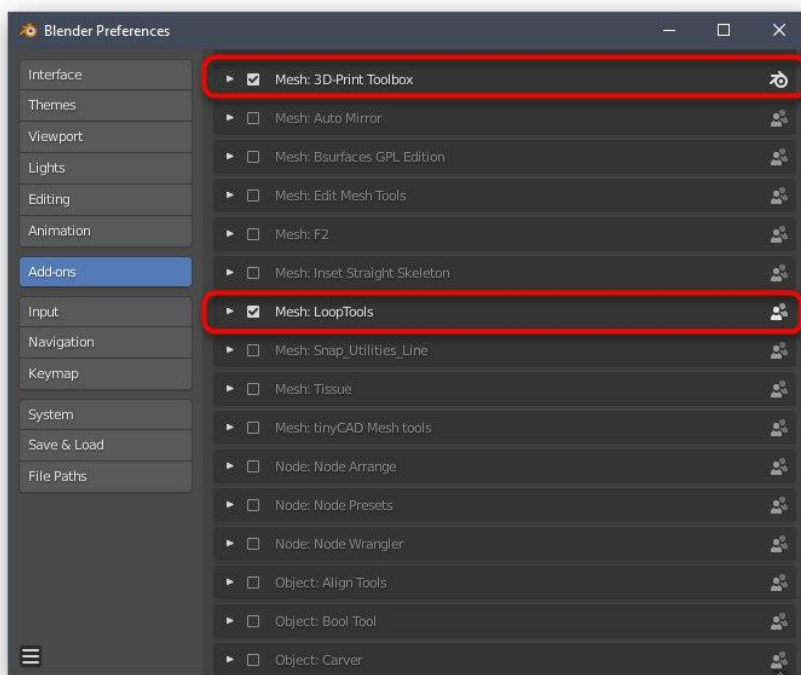 Blender Preferences
Interface
Themes
Viewport
Lights
Editing
Animation
Add-ons
Input
Navigation
Keymap
System
Save & Load
File Paths
Mesh: 3D-Print Toolbox
Mesh: Auto Mirror
Mesh: Bsurfaces GPL Edition
Mesh: Edit Mesh Tools
Mesh: F2
Mesh: Inset Straight Skeleton
Mesh: LoopTools
Mesh: Snap_Utilities_Line
Mesh: Tissue
Mesh: tinyCAD Mesh tools
Node: Node Arrange
Node: Node Presets
Node: Node Wrangler
Object: Align Tools
Object: Bool Tool
Object: Carver